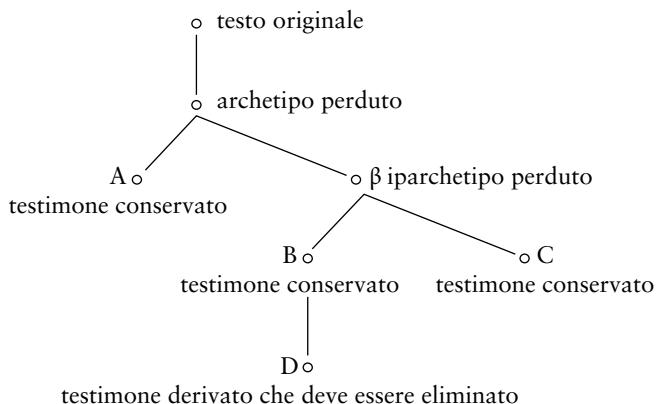 testo originale
archetipo perduto
A
β iparchetipo perduto
testimone conservato
B
C
testimone conservato
testimone conservato
D
testimone derivato che deve essere eliminato